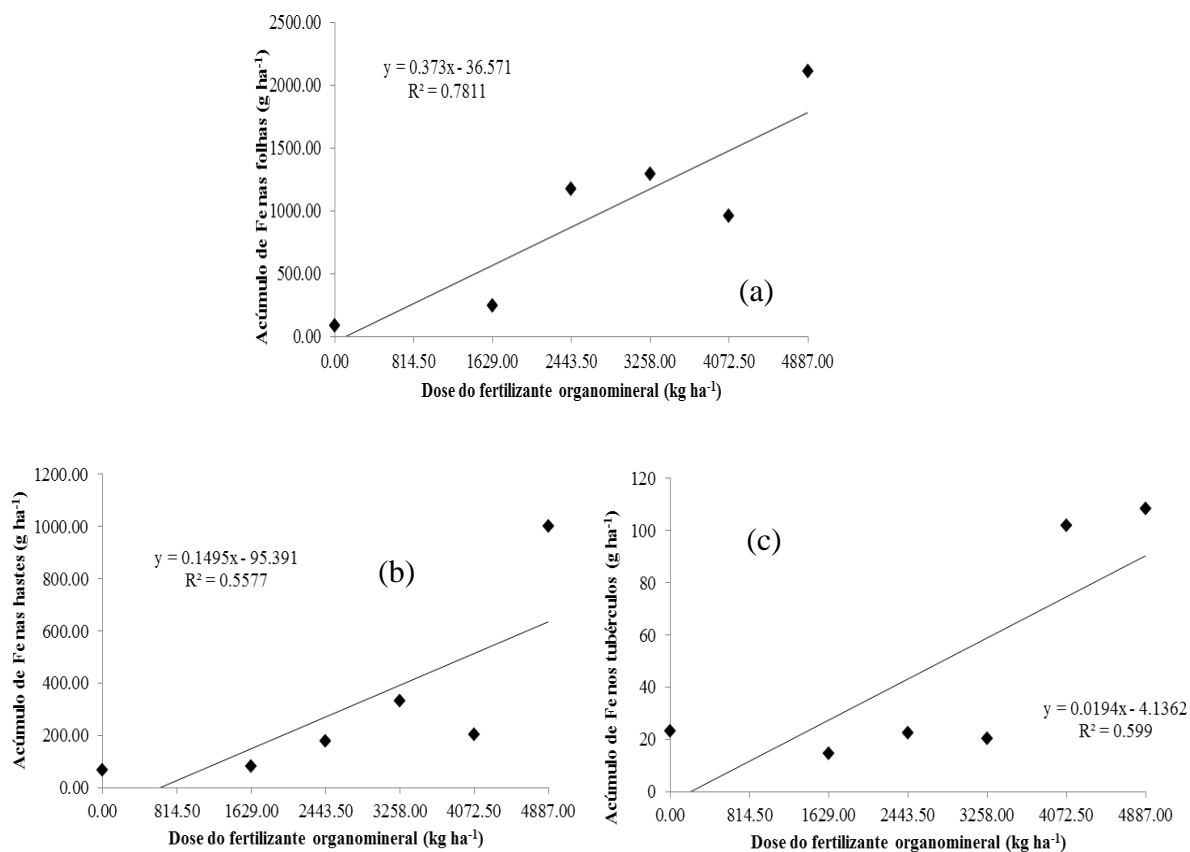 2500.00
2000.00
1500.00
1000.00
500.00
0.00
Acúmulo de Fe nas folhas (g ha⁻¹)
y = 0.373x - 36.571
R² = 0.7811
(a)
0.00 814.50 1629.00 2443.50 3258.00 4072.50 4887.00
Dose do fertilizante organomineral (kg ha⁻¹)
1200.00
1000.00
800.00
600.00
400.00
200.00
0.00
Acúmulo de Fe nas hastes (g ha⁻¹)
y = 0.1495x - 95.391
R² = 0.5577
(b)
0.00 814.50 1629.00 2443.50 3258.00 4072.50 4887.00
Dose do fertilizante organomineral (kg ha⁻¹)
120
100
80
60
40
20
0
Acúmulo de Fe nos tubérculos (g ha⁻¹)
(c)
y = 0.0194x - 4.1362
R² = 0.599
0.00 814.50 1629.00 2443.50 3258.00 4072.50 4887.00
Dose do fertilizante organomineral (kg ha⁻¹)